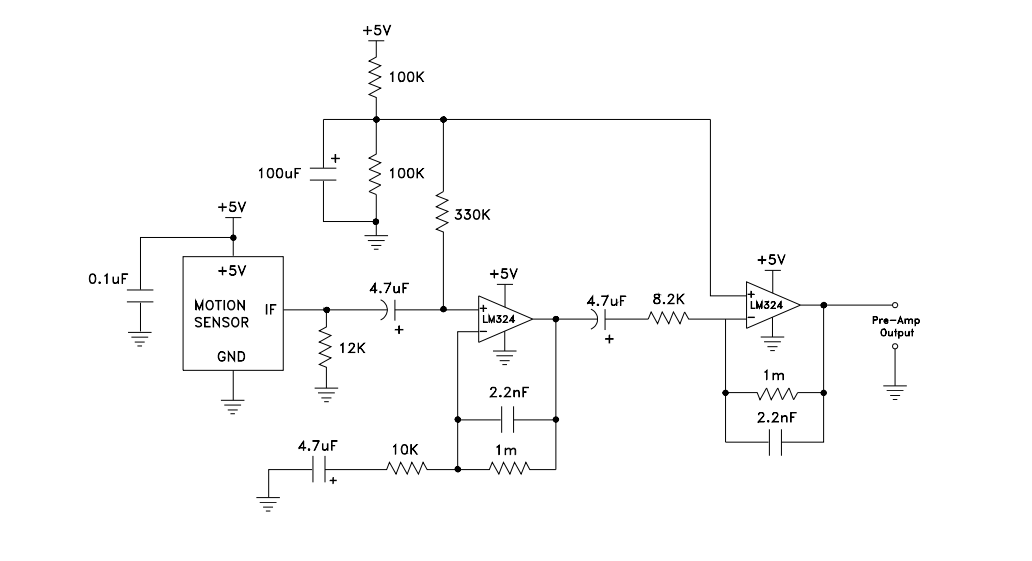 +5V
100K
+
100uF
100K
+5V
330K
0.1uF
+5V
MOTION
SENSOR
IF
GND
4.7uF
+
12K
+5V
+
LM324
−
4.7uF
+
8.2K
+5V
+
LM324
−
Pre-Amp
Output
1m
2.2nF
2.2nF
4.7uF
+
10K
1m